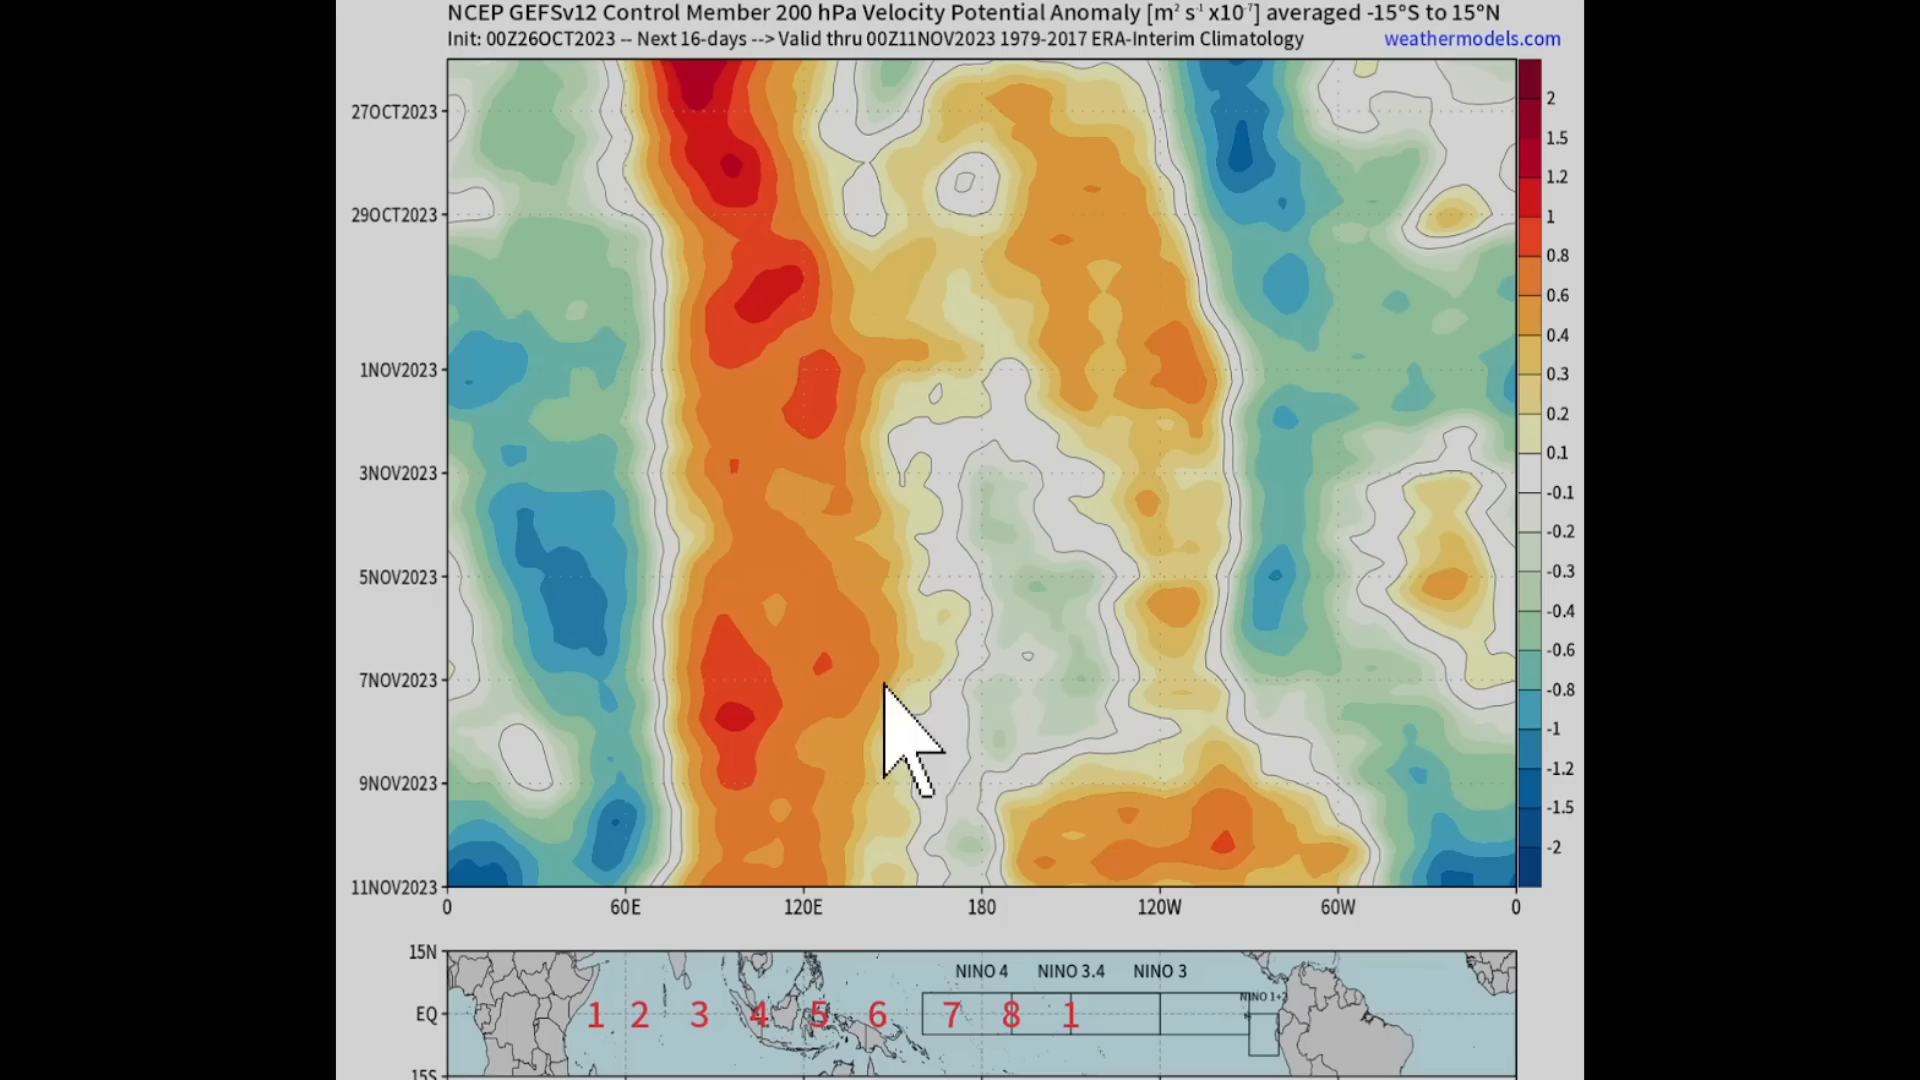 NCEP GEFSv12 Control Member 200 hPa Velocity Potential Anomaly [m² s⁻¹ x10⁻⁷] averaged -15°S to 15°N
Init: 00Z26OCT2023 -- Next 16-days --> Valid thru 00Z11NOV2023 1979-2017 ERA-Interim Climatology
weathermodels.com
27OCT2023
29OCT2023
1NOV2023
3NOV2023
5NOV2023
7NOV2023
9NOV2023
11NOV2023
0 60E 120E 180 120W 60W 0
2
1.5
1.2
1
0.8
0.6
0.4
0.3
0.2
0.1
-0.1
-0.2
-0.3
-0.4
-0.6
-0.8
-1
-1.2
-1.5
-2
15N
EQ
15S
NINO 4 NINO 3.4 NINO 3
NINO 1+2
1 2 3 4 5 6 7 8 1